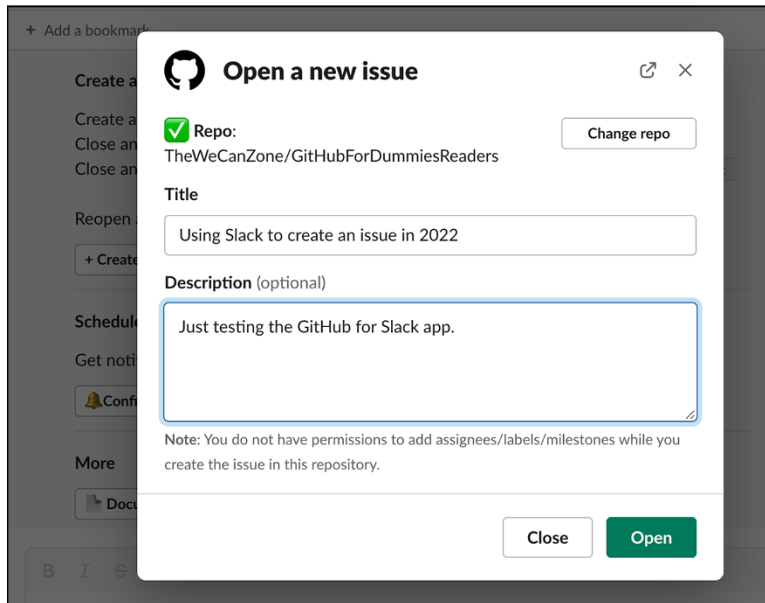 + Add a bookmark
Open a new issue
Create a
Repo:
Change repo
TheWeCanZone/GitHubForDummiesReaders
Create a
Close an
Close an
Title
Using Slack to create an issue in 2022
Reopen
+ Create
Description (optional)
Just testing the GitHub for Slack app.
Schedule
Get noti
Confi
Note: You do not have permissions to add assignees/labels/milestones while you
create the issue in this repository.
More
Docu
Close
Open
B I S